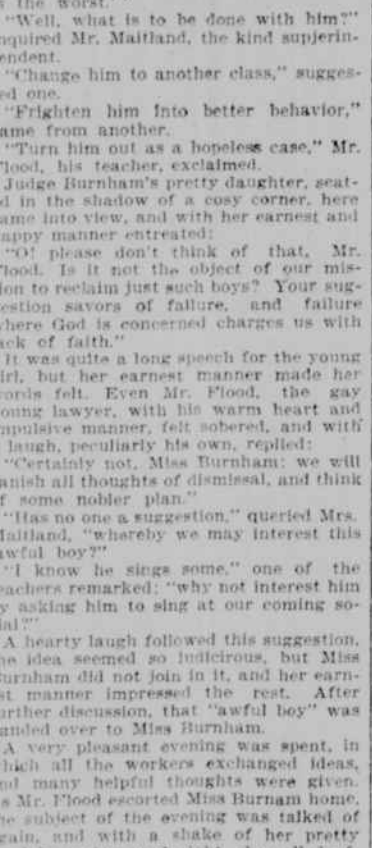 s the worst."
"Well, what is to be done with him?"
nquired Mr. Maitland, the kind supjerin-
endent.
"Change him to another class," sugges-
ed one.
"Frighten him into better behavior,"
ame from another.
"Turn him out as a hopeless case," Mr.
lood, his teacher, exclaimed.
Judge Burnham's pretty daughter, seat-
d in the shadow of a cosy corner, here
ame into view, and with her earnest and
appy manner entreated:
"O! please don't think of that, Mr.
lood. Is it not the object of our mis-
ion to reclaim just such boys? Your sug-
estion savors of failure, and failure
where God is concerned charges us with
ack of faith."
It was quite a long speech for the young
irl, but her earnest manner made her
ords felt. Even Mr. Flood, the gay
oung lawyer, with his warm heart and
mpulsive manner, felt sobered, and with
laugh, peculiarly his own, replied:
"Certainly not, Miss Burnham; we will
anish all thoughts of dismissal, and think
f some nobler plan."
"Has no one a suggestion," queried Mrs.
Maitland, "whereby we may interest this
awful boy?"
"I know he sings some," one of the
eachers remarked; "why not interest him
y asking him to sing at our coming so-
ial?"
A hearty laugh followed this suggestion,
he idea seemed so ludicirous, but Miss
Burnham did not join in it, and her earn-
st manner impressed the rest. After
urther discussion, that "awful boy" was
anded over to Miss Burnham.
A very pleasant evening was spent, in
which all the workers exchanged ideas,
nd many helpful thoughts were given.
s Mr. Flood escorted Miss Burnam home,
he subject of the evening was talked of
gain, and with a shake of her pretty